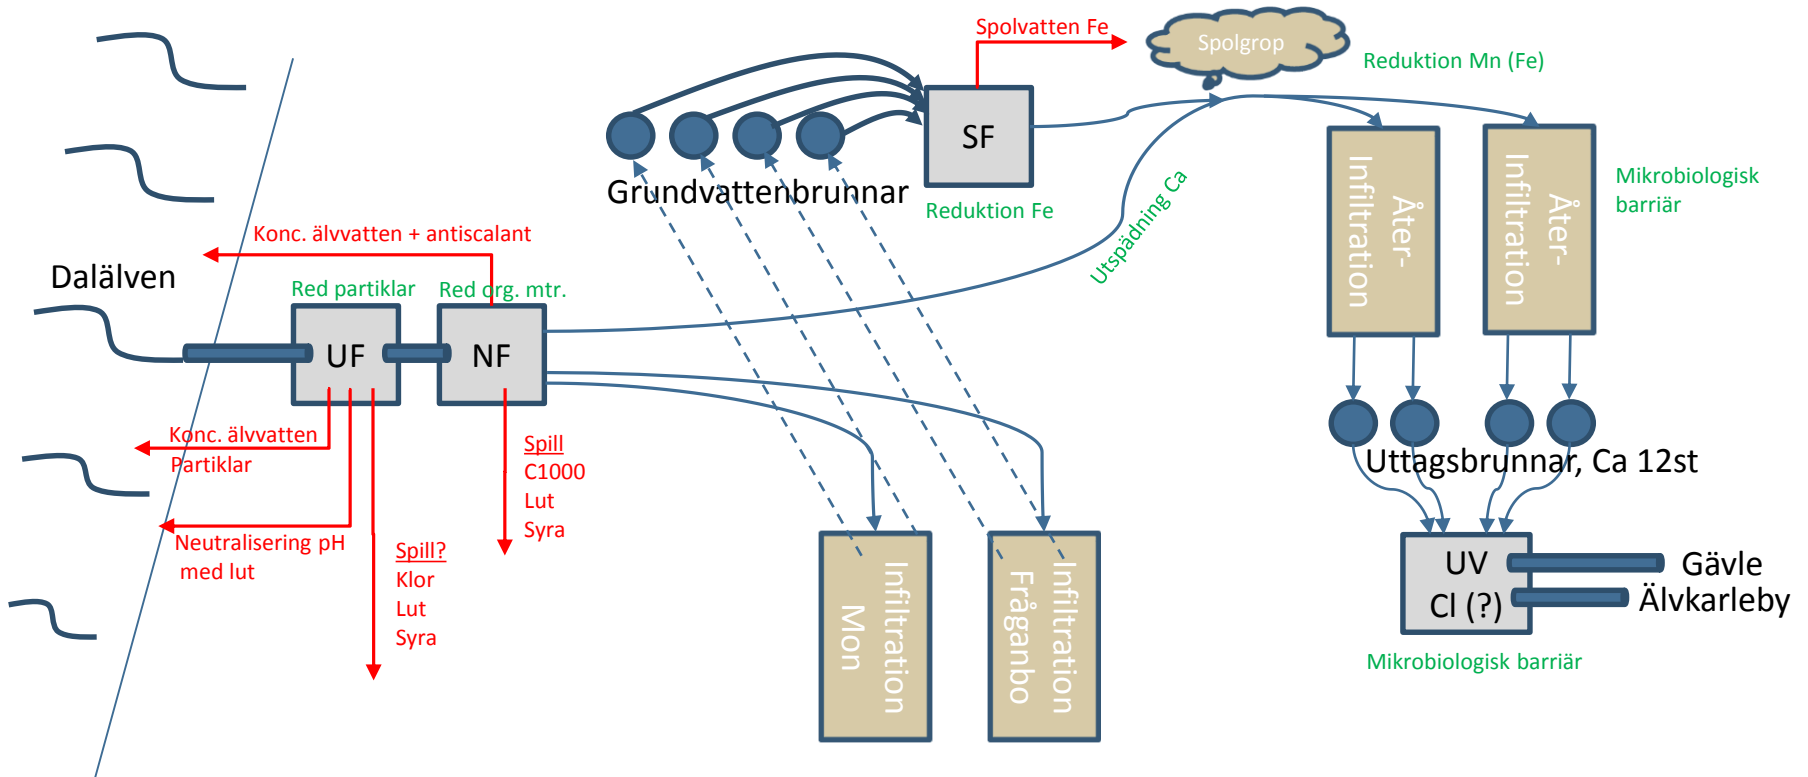 Spolvatten Fe
Spolgrop
Reduktion Mn (Fe)
SF
Grundvattenbrunnar
Reduktion Fe
Utspädning Ca
Åter-
Infiltration
Åter-
Infiltration
Mikrobiologisk
barriär
Konc. älvvatten + antiscalant
Dalälven
Red partiklar
Red org. mtr.
UF
NF
Konc. älvvatten
Partiklar
Neutralisering pH
med lut
Spill?
Klor
Lut
Syra
Spill
C1000
Lut
Syra
Infiltration
Mon
Infiltration
Fråganbo
Uttagsbrunnar, Ca 12st
UV
Cl (?)
Gävle
Älvkarleby
Mikrobiologisk barriär